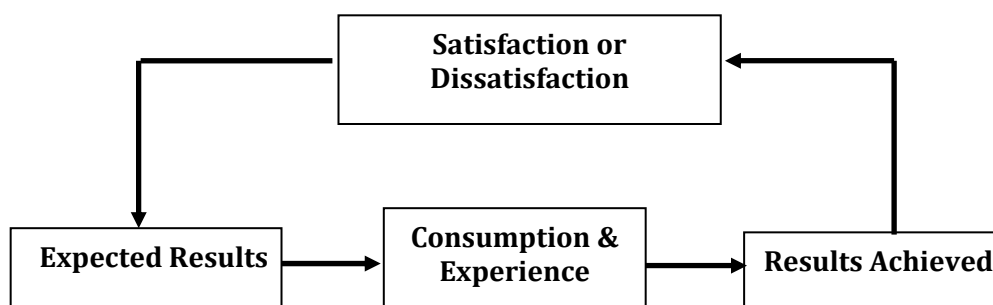 Satisfaction or
Dissatisfaction
Expected Results
Consumption &
Experience
Results Achieved